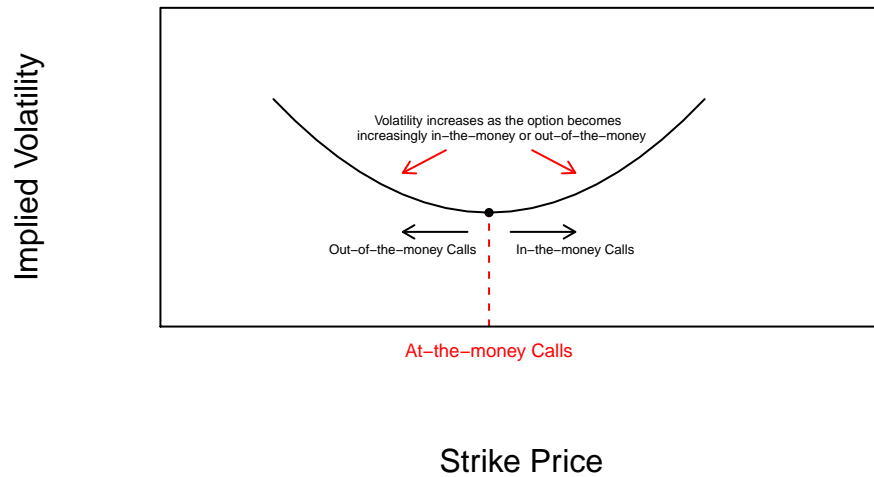 Implied Volatility
Volatility increases as the option becomes
increasingly in−the−money or out−of−the−money
Out−of−the−money Calls
In−the−money Calls
At−the−money Calls
Strike Price